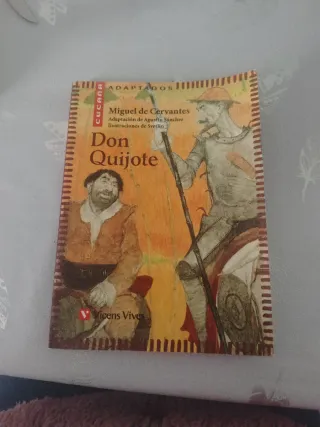 CUCAÑA
ADAPTADOS
Miguel de Cervantes
Adaptación de Agustín Sánchez
Ilustraciones de Svetlin
Don
Quijote
V
Vicens Vives